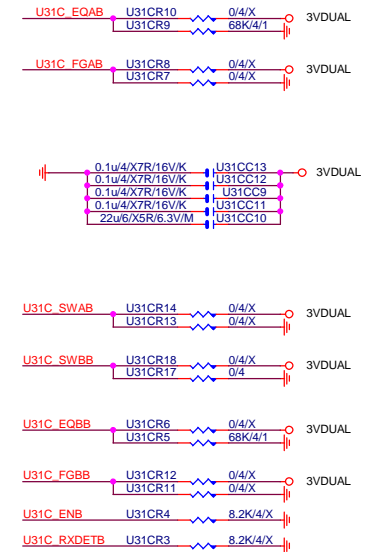 U31C_EQAB U31CR10 0/4/X 3VDUAL
U31CR9 68K/4/1
U31C_FGAB U31CR8 0/4/X 3VDUAL
U31CR7 0/4/X
0.1u/4/X7R/16V/K U31CC13 3VDUAL
0.1u/4/X7R/16V/K U31CC12
0.1u/4/X7R/16V/K U31CC9
0.1u/4/X7R/16V/K U31CC11
22u/6/X5R/6.3V/M U31CC10
U31C_SWAB U31CR14 0/4/X 3VDUAL
U31CR13 0/4/X
U31C_SWBB U31CR18 0/4/X 3VDUAL
U31CR17 0/4
U31C_EQBB U31CR6 0/4/X 3VDUAL
U31CR5 68K/4/1
U31C_FGBB U31CR12 0/4/X 3VDUAL
U31CR11 0/4/X
U31C_ENB U31CR4 8.2K/4/X
U31C_RXDETB U31CR3 8.2K/4/X